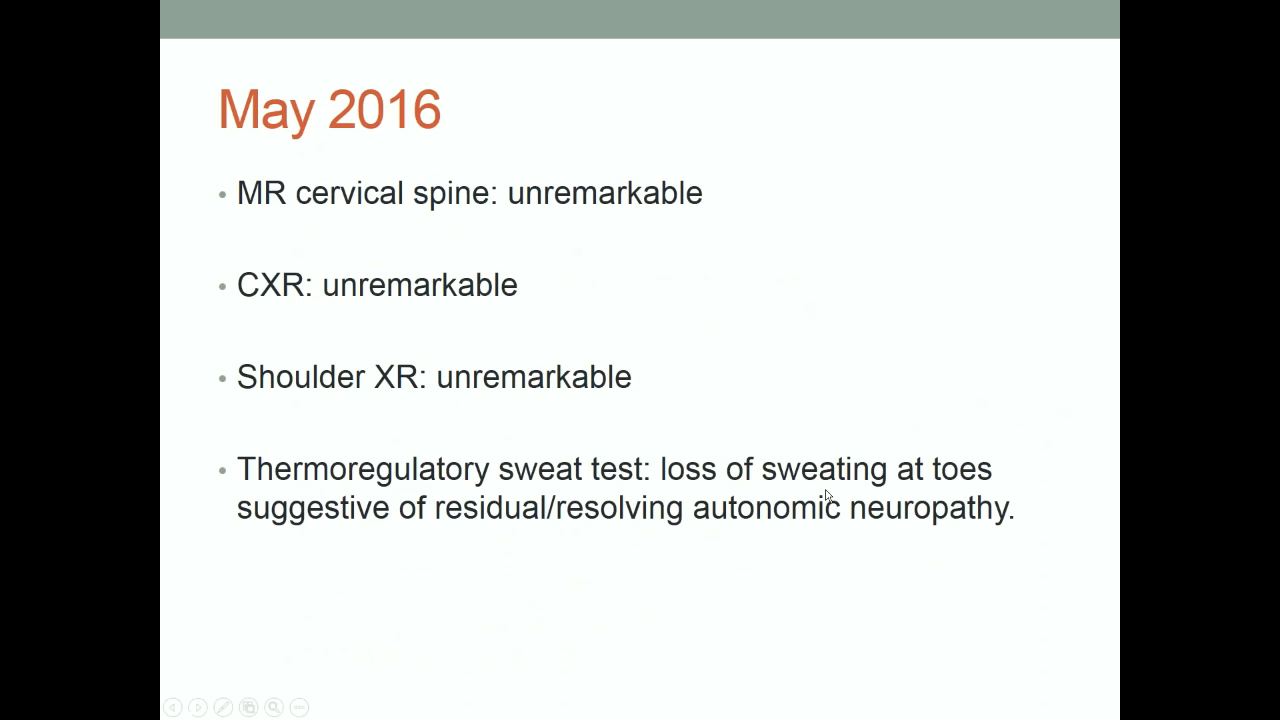 May 2016
• MR cervical spine: unremarkable
• CXR: unremarkable
• Shoulder XR: unremarkable
• Thermoregulatory sweat test: loss of sweating at toes
suggestive of residual/resolving autonomic neuropathy.